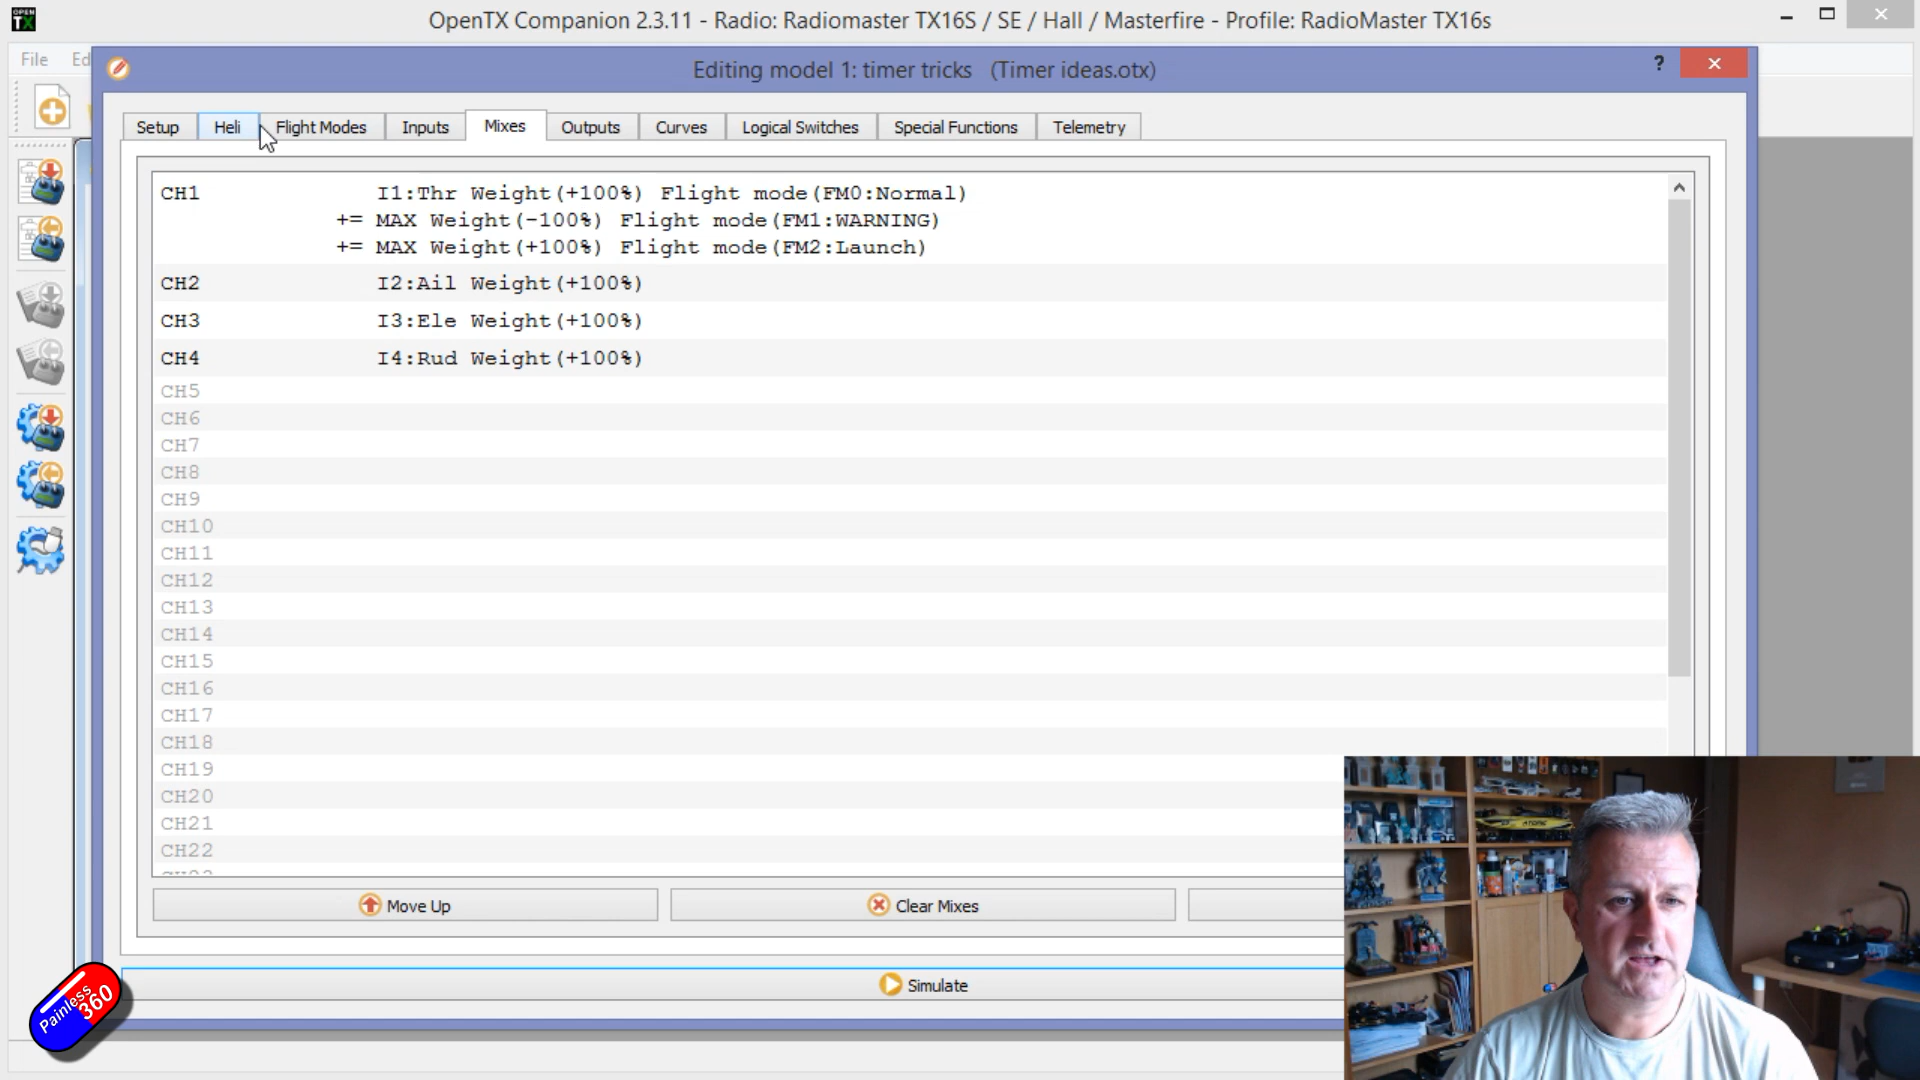 OPEN
TX
OpenTX Companion 2.3.11 - Radio: Radiomaster TX16S / SE / Hall / Masterfire - Profile: RadioMaster TX16s
File Ed
Editing model 1: timer tricks (Timer ideas.otx)
?
Setup Heli Flight Modes Inputs Mixes Outputs Curves Logical Switches Special Functions Telemetry
CH1 I1:Thr Weight(+100%) Flight mode(FM0:Normal)
+= MAX Weight(-100%) Flight mode(FM1:WARNING)
+= MAX Weight(+100%) Flight mode(FM2:Launch)
CH2 I2:Ail Weight(+100%)
CH3 I3:Ele Weight(+100%)
CH4 I4:Rud Weight(+100%)
CH5
CH6
CH7
CH8
CH9
CH10
CH11
CH12
CH13
CH14
CH15
CH16
CH17
CH18
CH19
CH20
CH21
CH22
Move Up Clear Mixes
Simulate
Painless
360